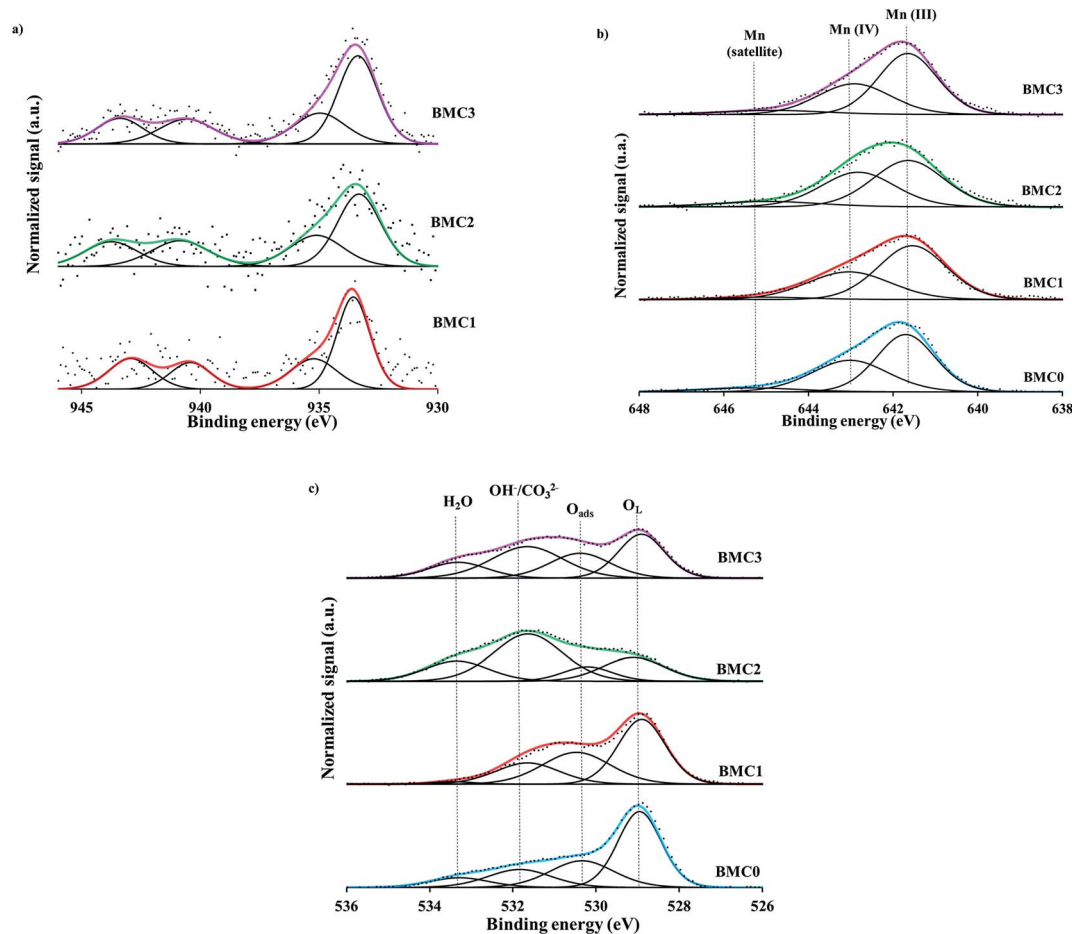 a)
Normalized signal (a.u.)
BMC3
BMC2
BMC1
945 940 935 930
Binding energy (eV)
b)
Mn (satellite)
Mn (IV)
Mn (III)
Normalized signal (u.a.)
BMC3
BMC2
BMC1
BMC0
648 646 644 642 640 638
Binding energy (eV)
c)
H₂O
OH⁻/CO₃²⁻
O_ads
O_L
Normalized signal (a.u.)
BMC3
BMC2
BMC1
BMC0
536 534 532 530 528 526
Binding energy (eV)